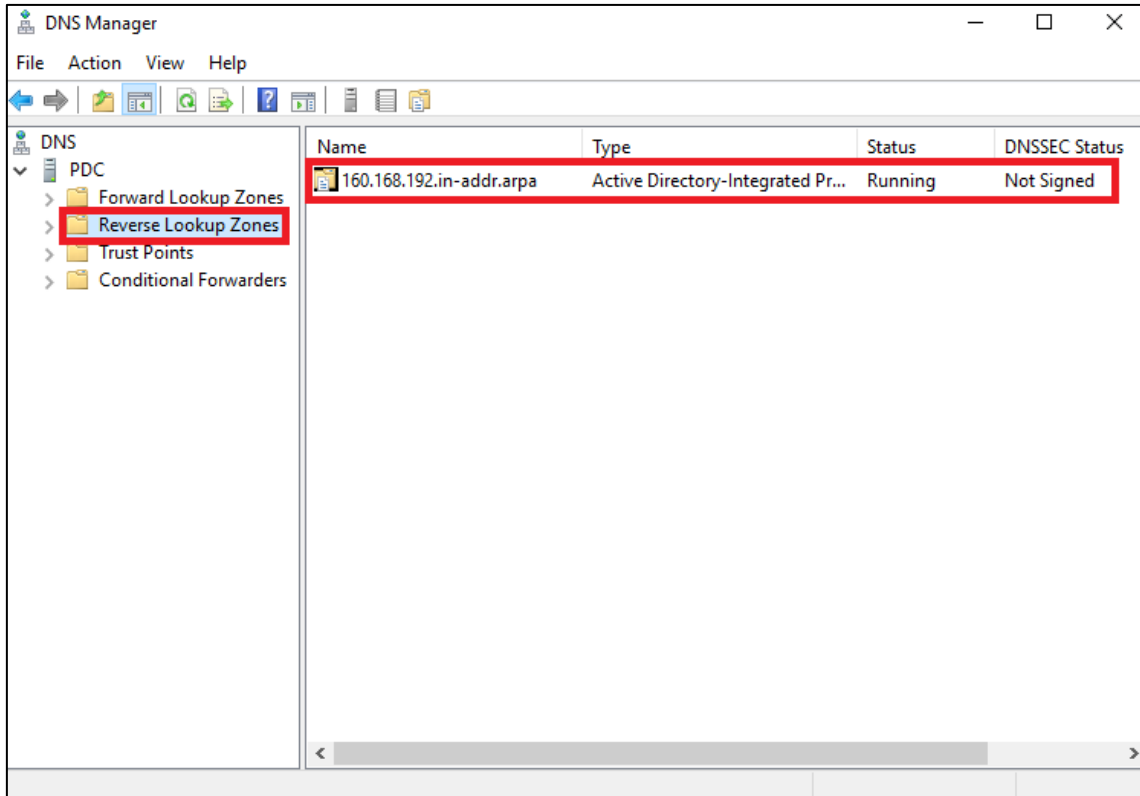 DNS Manager
File Action View Help
DNS
PDC
Forward Lookup Zones
Reverse Lookup Zones
Trust Points
Conditional Forwarders
Name Type Status DNSSEC Status
160.168.192.in-addr.arpa Active Directory-Integrated Pr... Running Not Signed